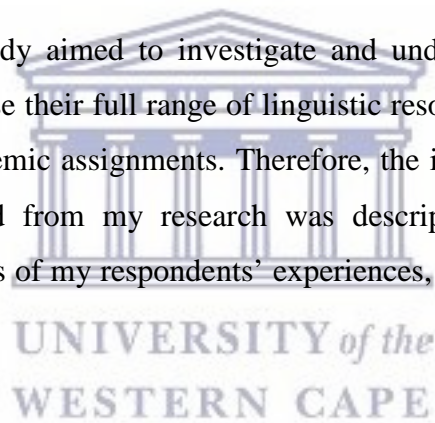 dy aimed to investigate and und
e their full range of linguistic reso
emic assignments. Therefore, the i
d from my research was descrip
s of my respondents' experiences,
UNIVERSITY of the
WESTERN CAPE